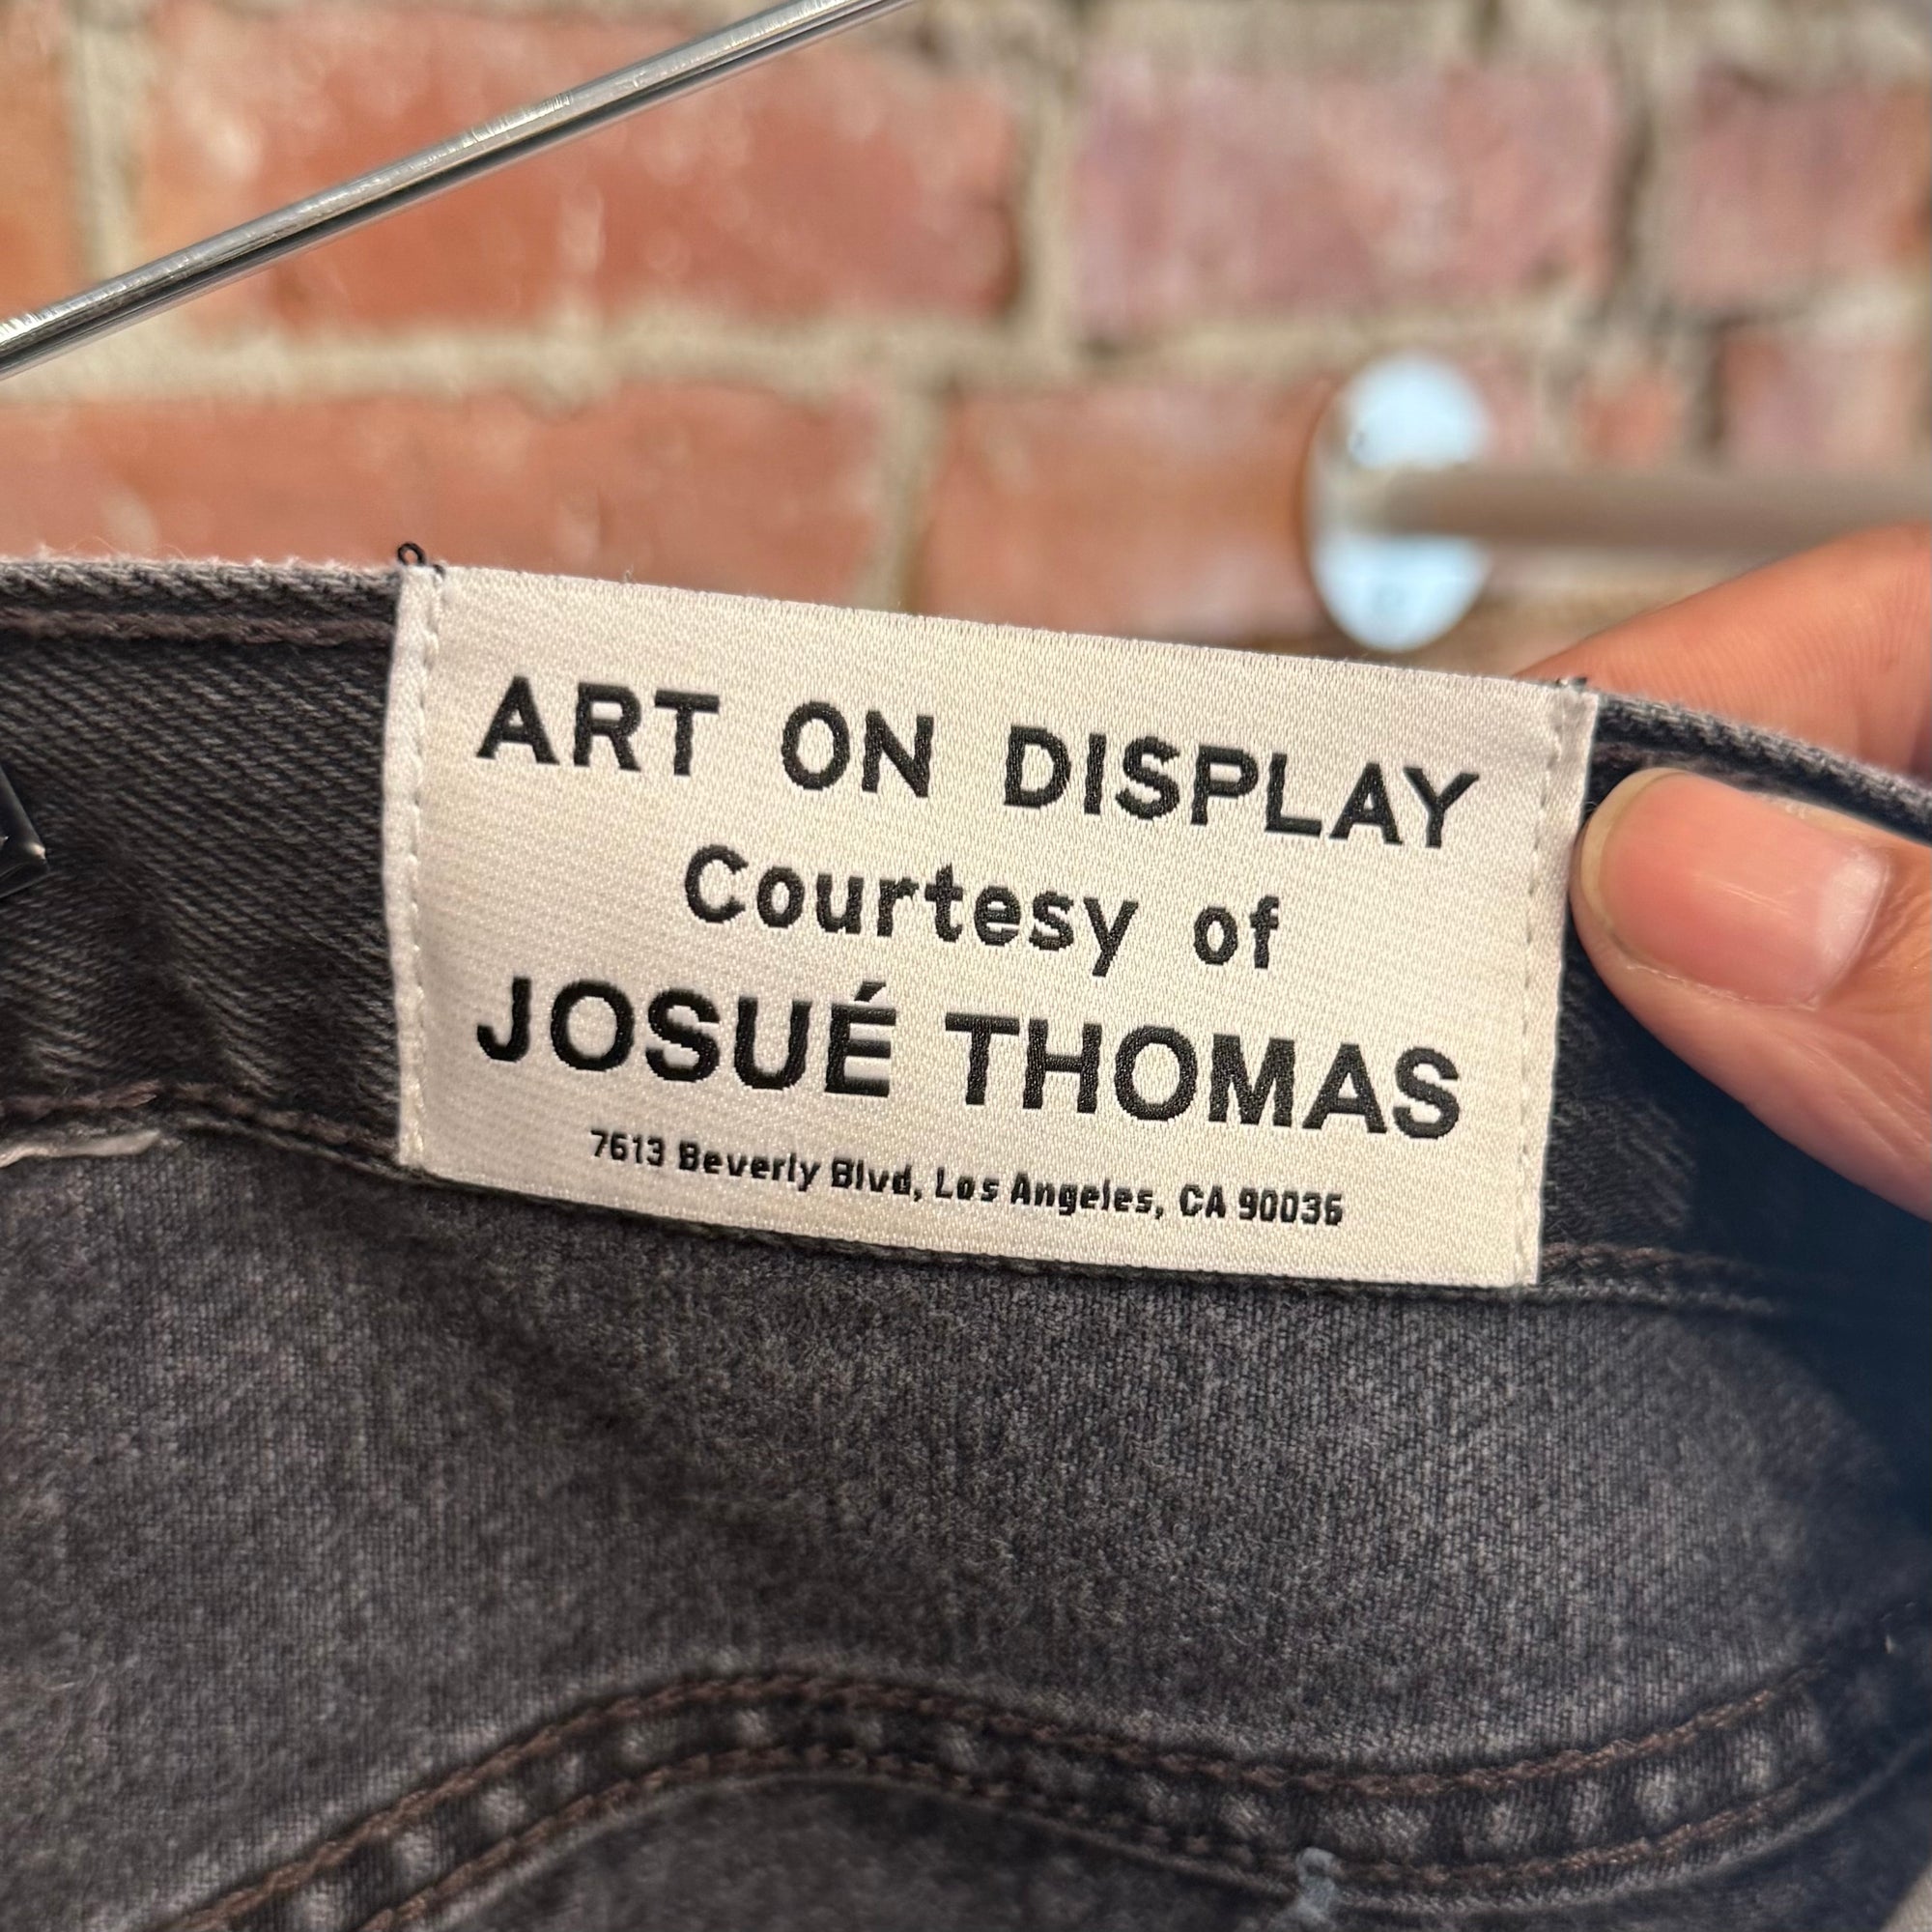 ART ON DISPLAY
Courtesy of
JOSUÉ THOMAS
7613 Beverly Blvd, Los Angeles, CA 90036